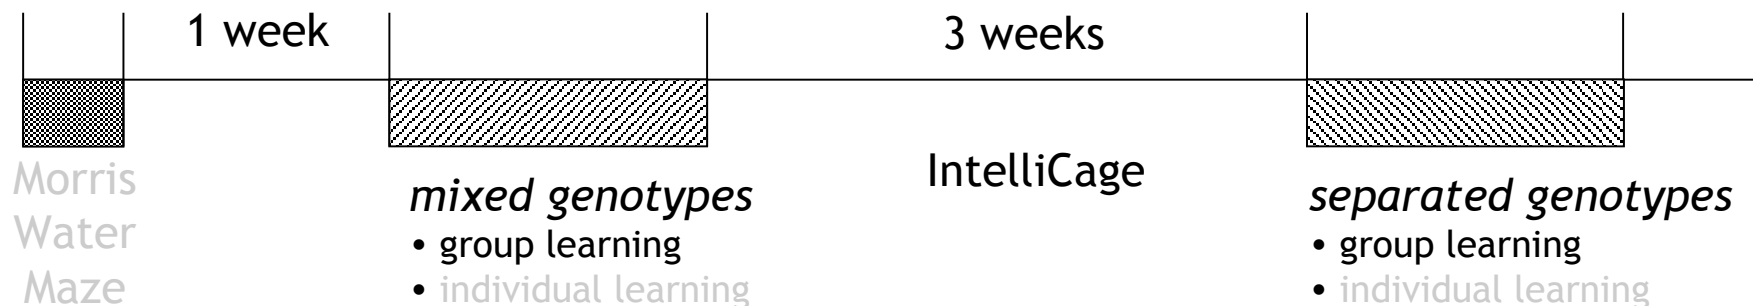 1 week
3 weeks
Morris
Water
Maze
mixed genotypes
• group learning
• individual learning
IntelliCage
separated genotypes
• group learning
• individual learning